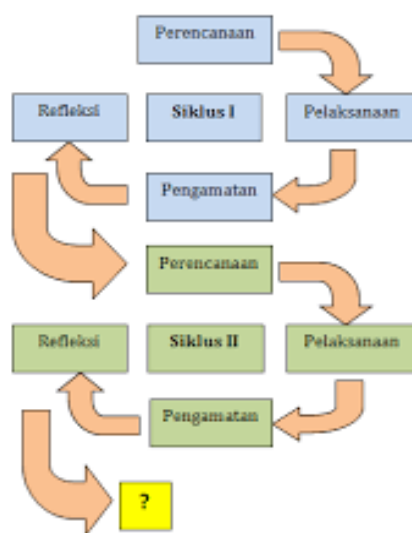 Perencanaan
Refleksi
Siklus I
Pelaksanaan
Pengamatan
Perencanaan
Refleksi
Siklus II
Pelaksanaan
Pengamatan
?